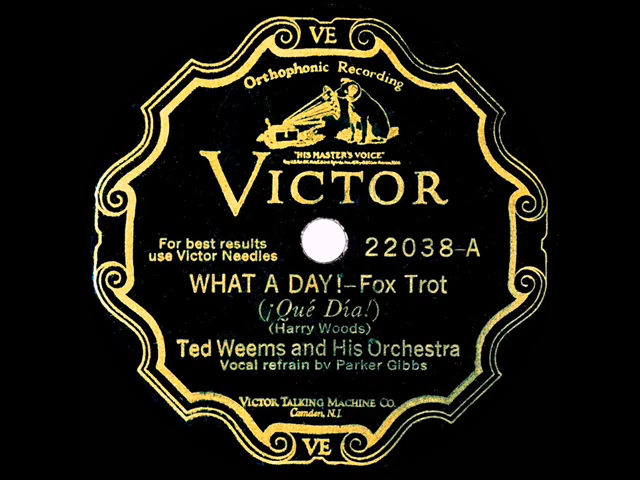 VE
Orthophonic Recording
"HIS MASTER'S VOICE"
VICTOR
For best results
use Victor Needles
22038-A
WHAT A DAY!-Fox Trot
(¡Qué Día!)
(Harry Woods)
Ted Weems and His Orchestra
Vocal refrain by Parker Gibbs
VICTOR TALKING MACHINE CO.
Camden, N.J.
VE